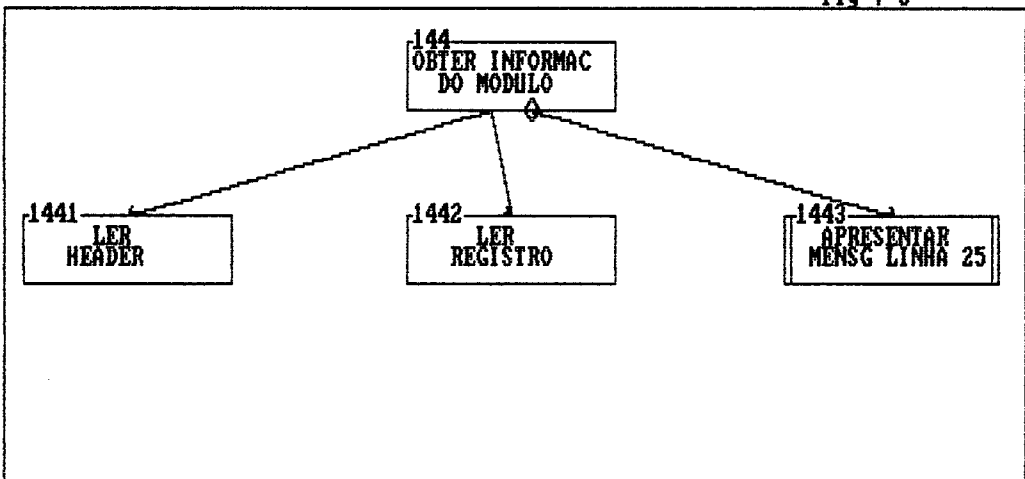 144
OBTER INFORMAC
DO MODULO
1441
LER
HEADER
1442
LER
REGISTRO
1443
APRESENTAR
MENSG LINHA 25